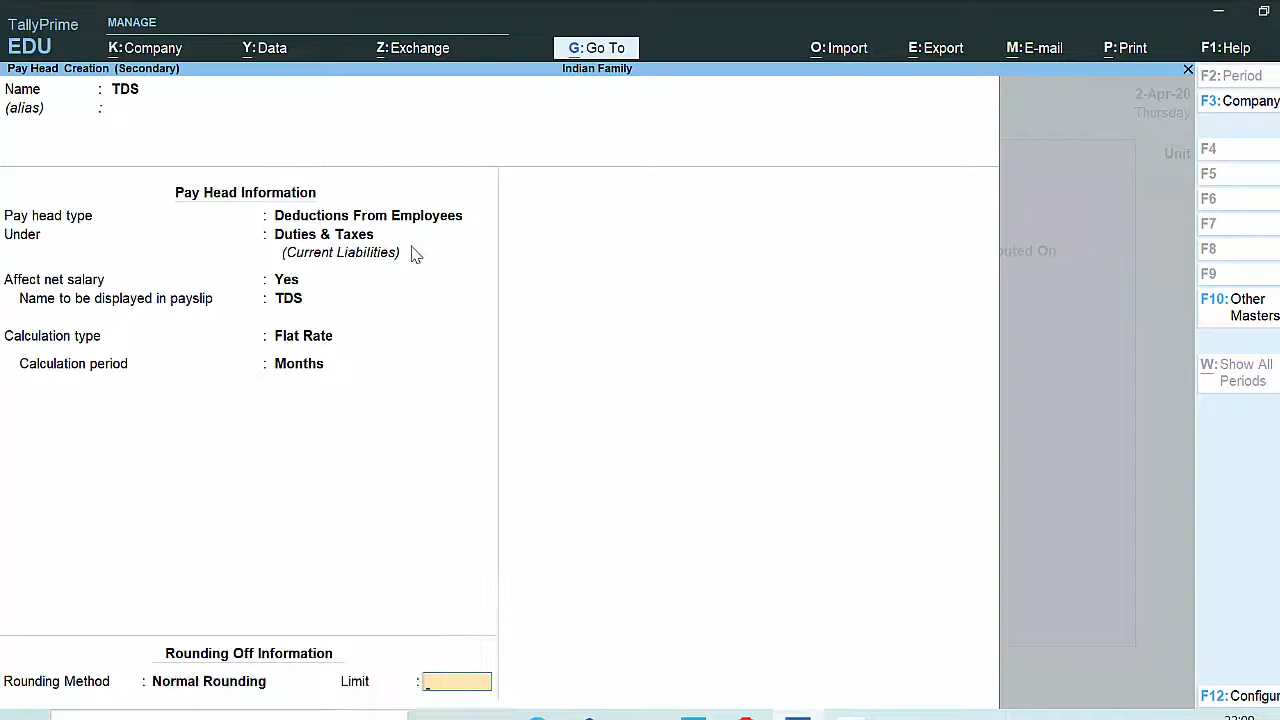 TallyPrime
EDU
MANAGE
K:Company Y:Data Z:Exchange G:Go To O:Import E:Export M:E-mail P:Print F1:Help
Pay Head Creation (Secondary) Indian Family
Name : TDS
(alias) :
2-Apr-20
Thursday
Unit
Pay Head Information
Pay head type : Deductions From Employees
Under : Duties & Taxes
(Current Liabilities)
Affect net salary : Yes
Name to be displayed in payslip : TDS
Calculation type : Flat Rate
Calculation period : Months
Rounding Off Information
Rounding Method : Normal Rounding Limit :
F2:Period
F3:Company
F4
F5
F6
F7
F8
F9
F10:Other
Masters
W:Show All
Periods
F12:Configur